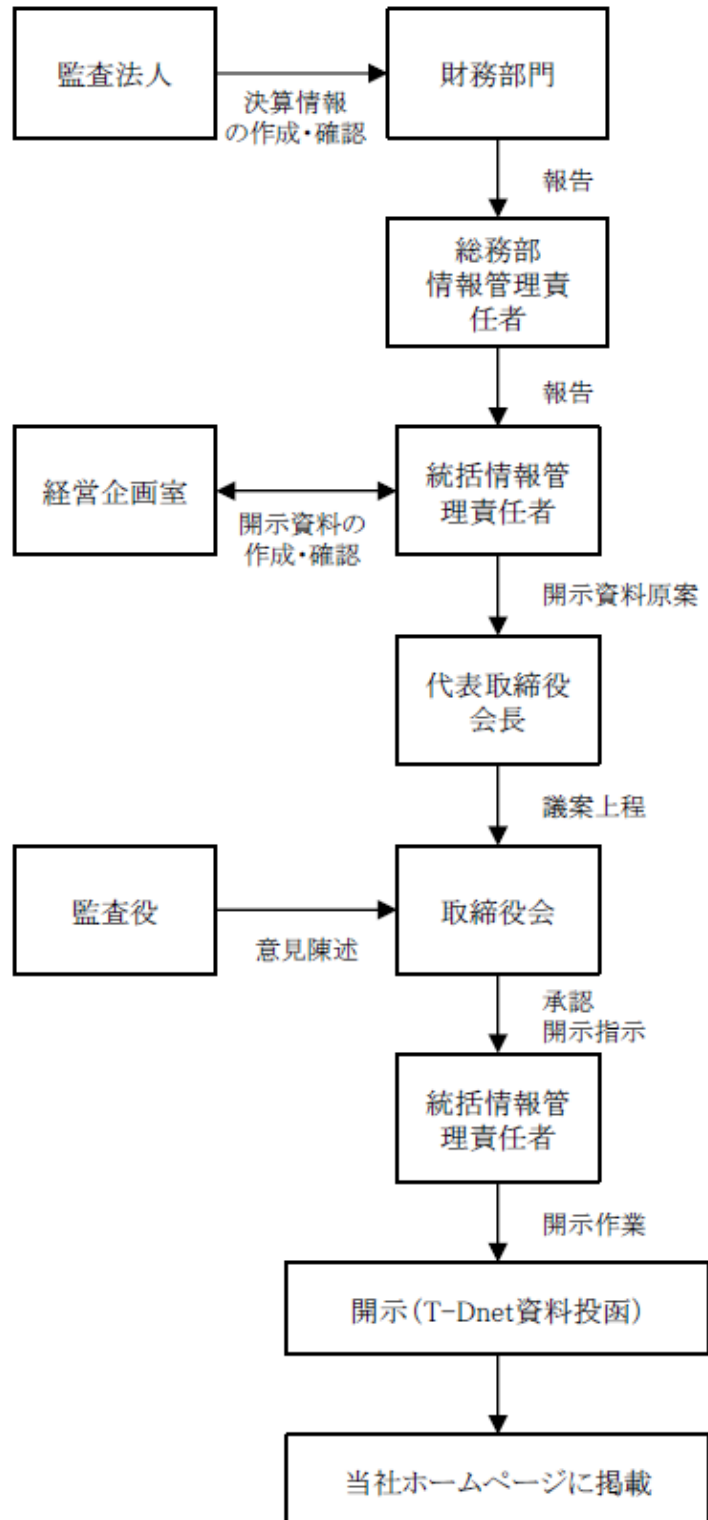 監査法人
財務部門
決算情報
の作成・確認
報告
総務部
情報管理責
任者
報告
経営企画室
統括情報管
理責任者
開示資料の
作成・確認
開示資料原案
代表取締役
会長
議案上程
監査役
取締役会
意見陳述
承認
開示指示
統括情報管
理責任者
開示作業
開示（T-Dnet資料投函）
当社ホームページに掲載